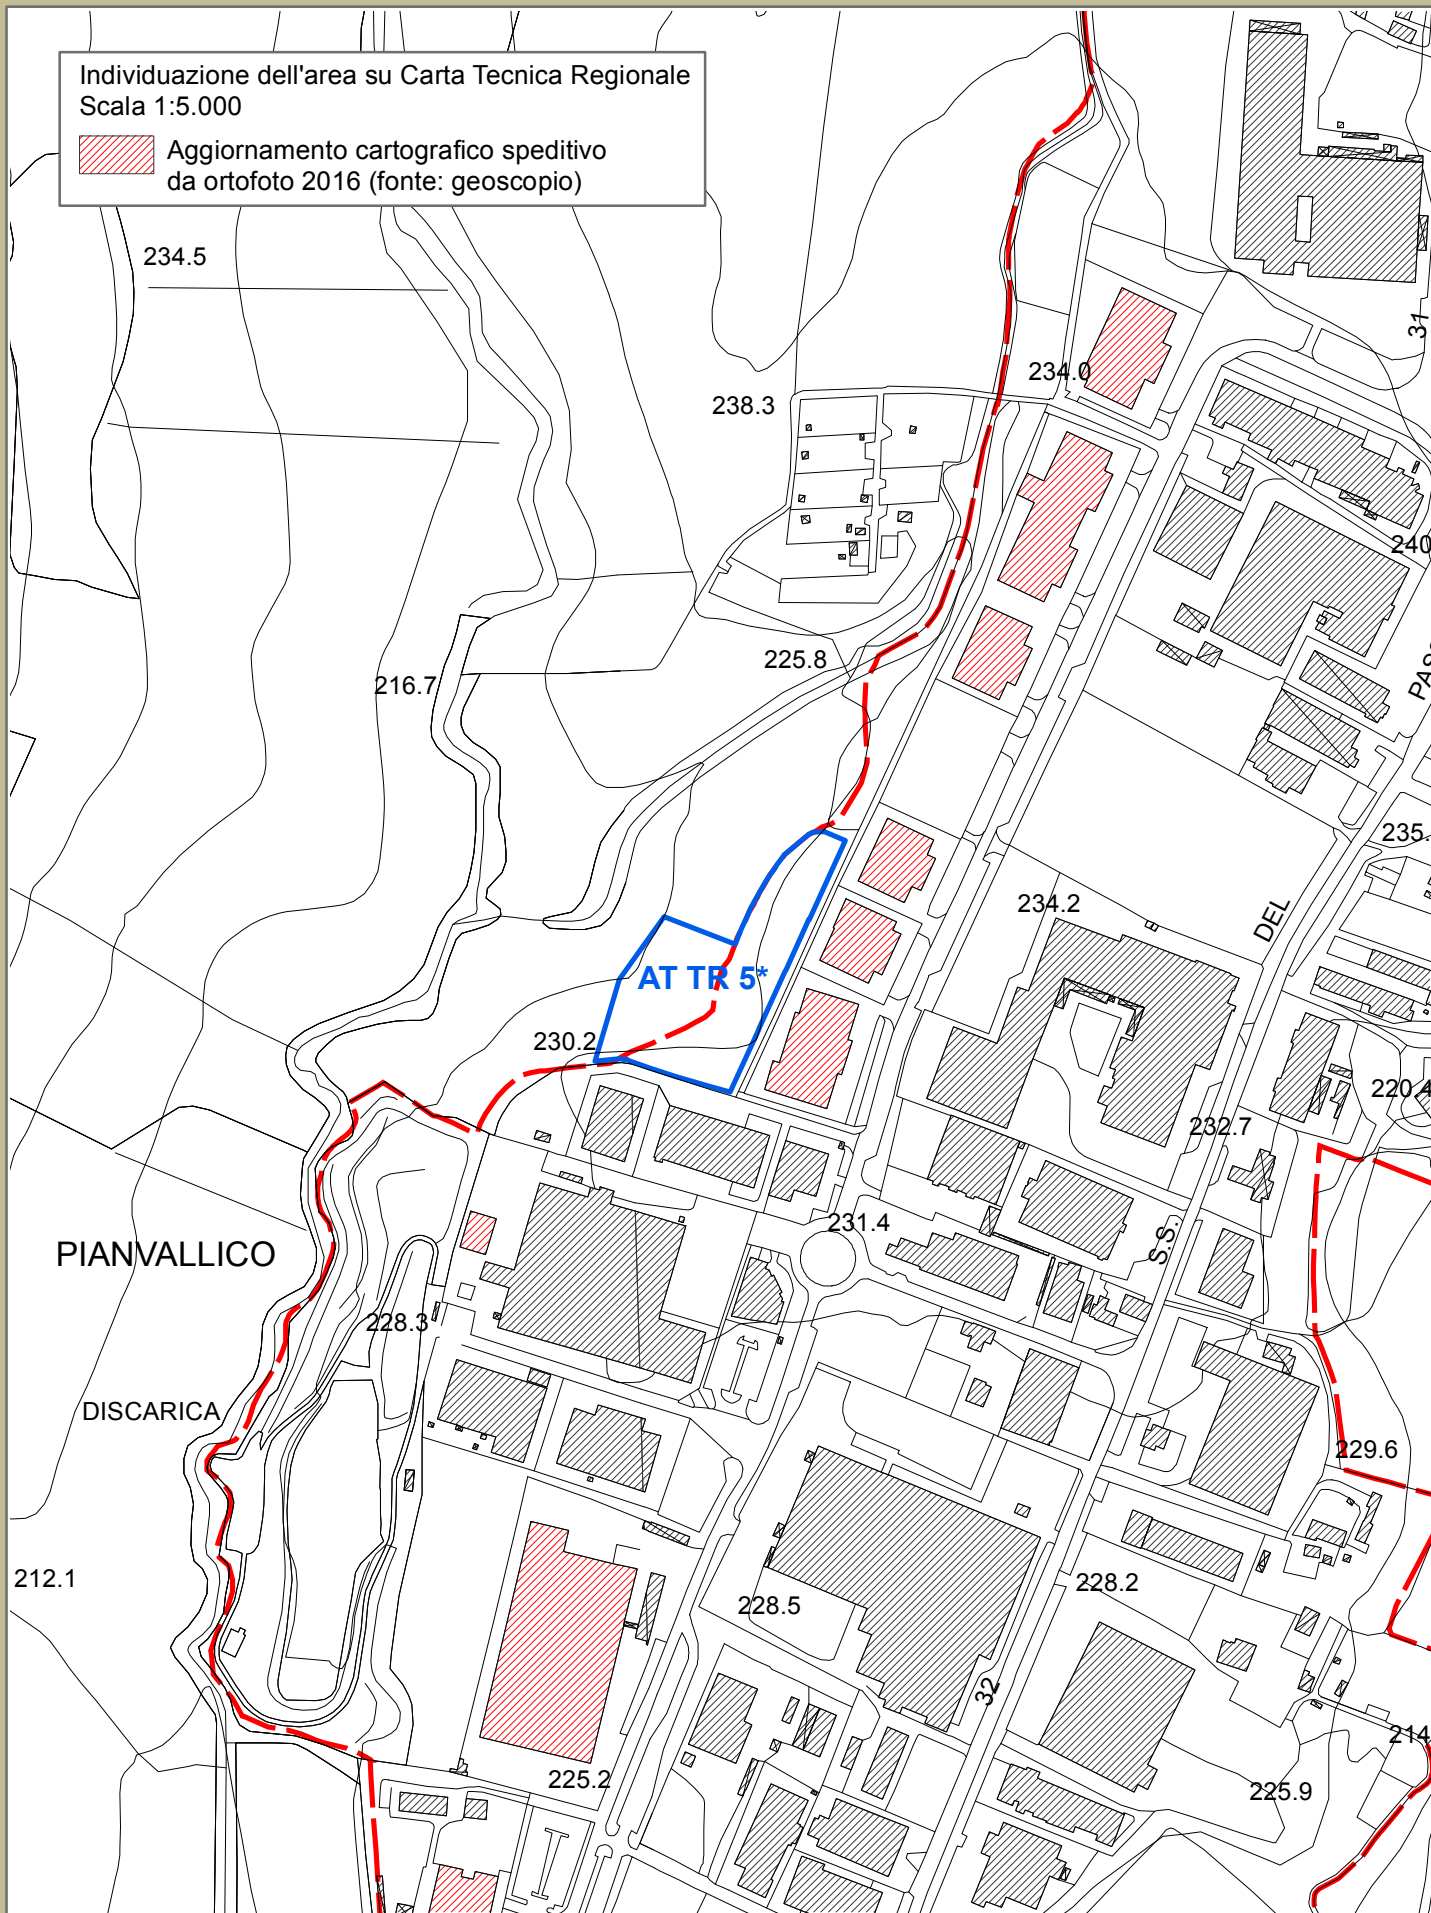 Individuazione dell'area su Carta Tecnica Regionale
Scala 1:5.000
Aggiornamento cartografico speditivo
da ortofoto 2016 (fonte: geoscopio)
234.5
31
234.0
238.3
240
225.8
216.7
235.
234.2
DEL
AT TR 5*
230.2
220.4
232.7
231.4
S.S.
PIANVALLICO
228.3
DISCARICA
229.6
212.1
228.2
228.5
32
214
225.2
225.9